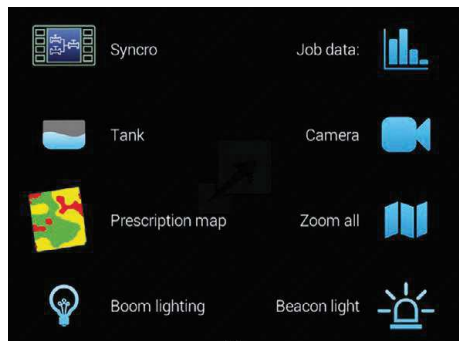 Syncro
Job data:
Tank
Camera
Prescription map
Zoom all
Boom lighting
Beacon light